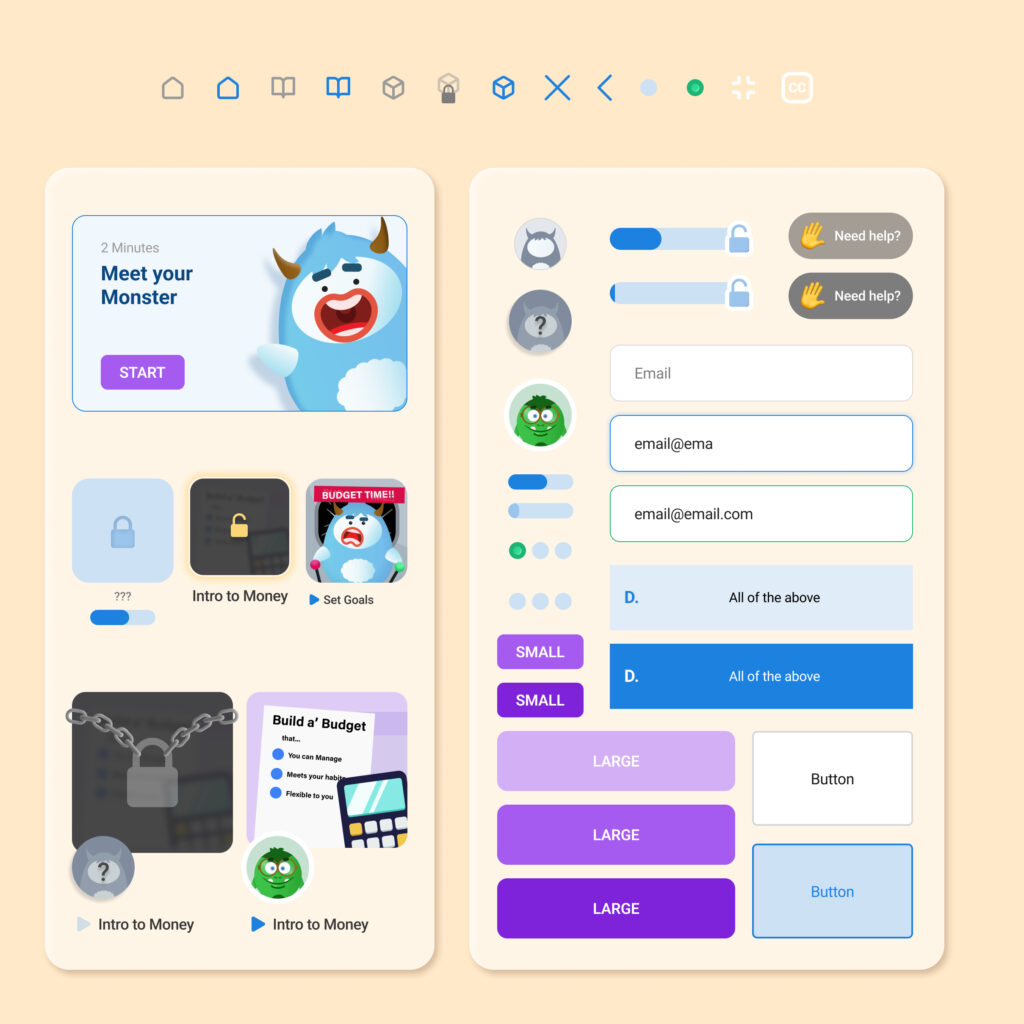 CC
2 Minutes
Meet your
Monster
START
???
Intro to Money
BUDGET TIME!!
Set Goals
Build a' Budget
that...
You can Manage
Meets your habits
Flexible to you
?
Intro to Money
Intro to Money
?
Need help?
Need help?
Email
email@ema
email@email.com
D. All of the above
D. All of the above
SMALL
SMALL
LARGE
LARGE
LARGE
Button
Button